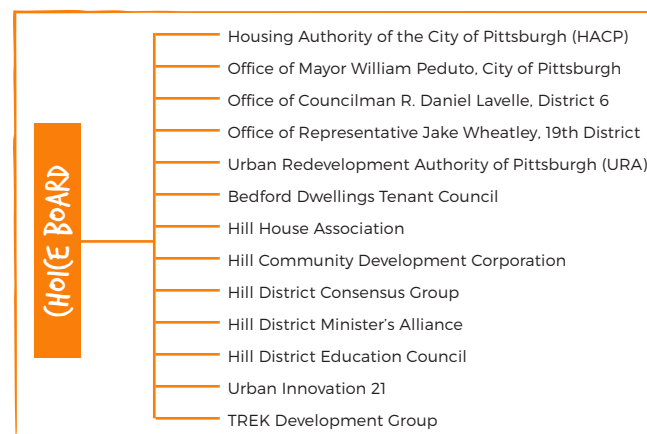 CHOICE BOARD
Housing Authority of the City of Pittsburgh (HACP)
Office of Mayor William Peduto, City of Pittsburgh
Office of Councilman R. Daniel Lavelle, District 6
Office of Representative Jake Wheatley, 19th District
Urban Redevelopment Authority of Pittsburgh (URA)
Bedford Dwellings Tenant Council
Hill House Association
Hill Community Development Corporation
Hill District Consensus Group
Hill District Minister’s Alliance
Hill District Education Council
Urban Innovation 21
TREK Development Group